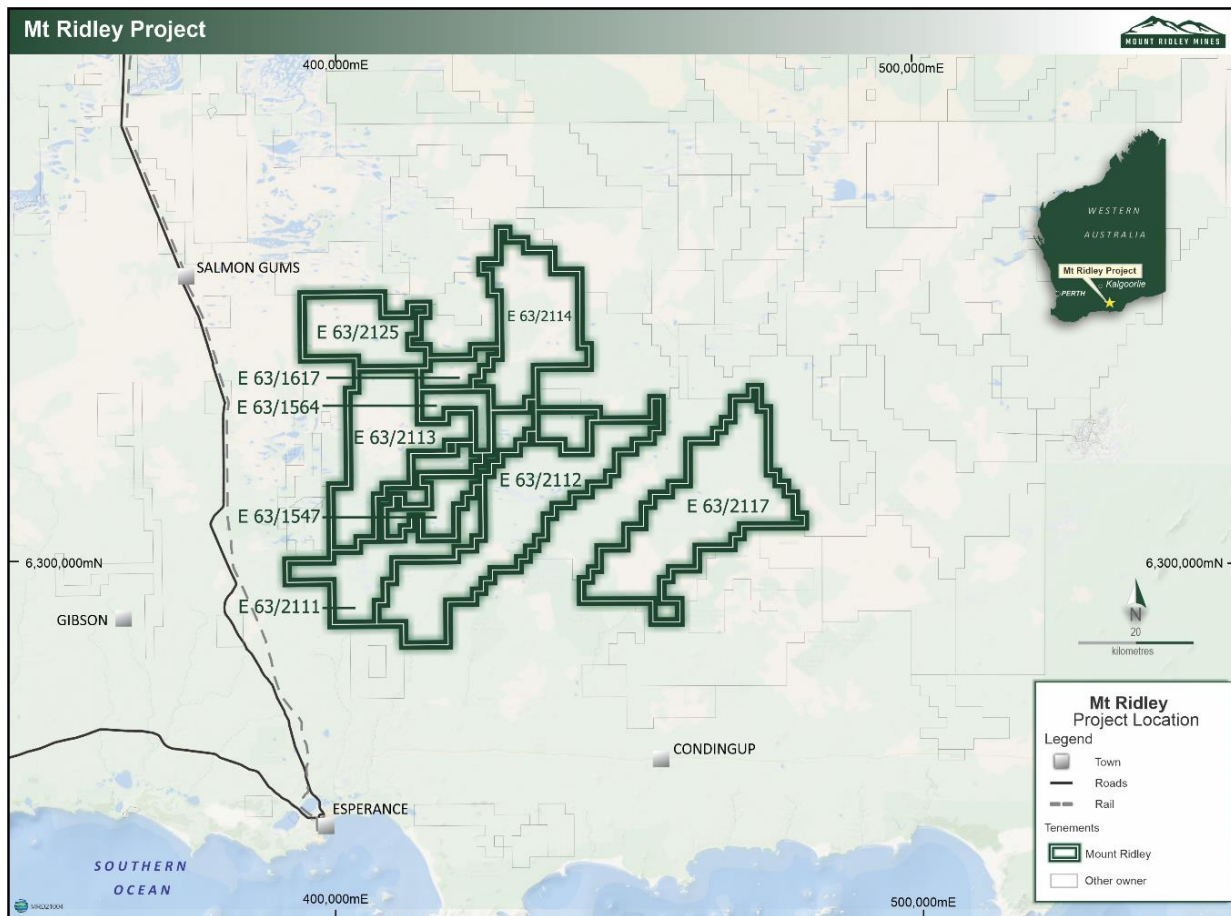 Mt Ridley Project
MOUNT RIDLEY MINES
400,000mE
500,000mE
WESTERN
AUSTRALIA
Mt Ridley Project
Kalgoorlie
PERTH
SALMON GUMS
E 63/2125
E 63/2114
E 63/1617
E 63/1564
E 63/2113
E 63/2112
E 63/2117
E 63/1547
6,300,000mN
6,300,000mN
E 63/2111
GIBSON
N
20
kilometres
CONDINGUP
ESPERANCE
SOUTHERN
OCEAN
Mt Ridley
Project Location
Legend
Town
Roads
Rail
Tenements
Mount Ridley
Other owner
MRD21004
400,000mE
500,000mE